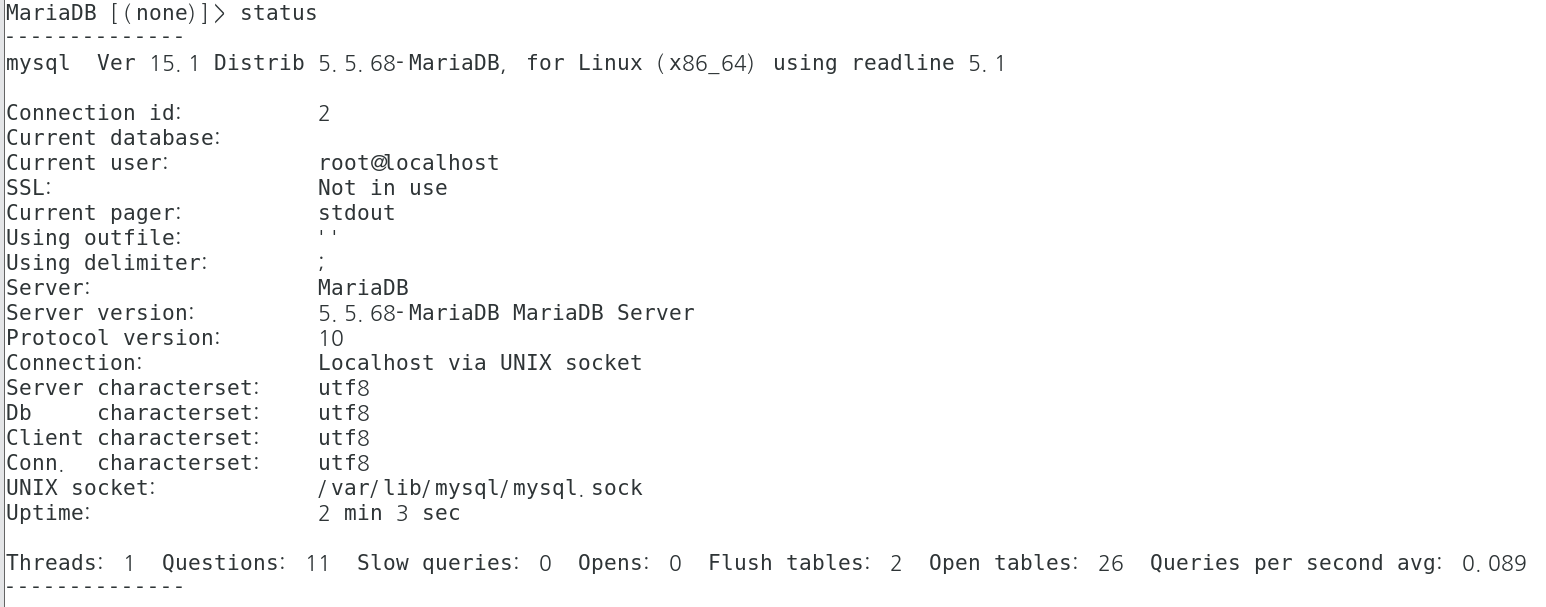 MariaDB [(none)]> status
--------------
mysql  Ver 15.1 Distrib 5.5.68-MariaDB, for Linux (x86_64) using readline 5.1

Connection id:          2
Current database:
Current user:           root@localhost
SSL:                    Not in use
Current pager:          stdout
Using outfile:          ''
Using delimiter:        ;
Server:                 MariaDB
Server version:         5.5.68-MariaDB MariaDB Server
Protocol version:       10
Connection:             Localhost via UNIX socket
Server characterset:    utf8
Db     characterset:    utf8
Client characterset:    utf8
Conn.  characterset:    utf8
UNIX socket:            /var/lib/mysql/mysql.sock
Uptime:                 2 min 3 sec

Threads: 1  Questions: 11  Slow queries: 0  Opens: 0  Flush tables: 2  Open tables: 26  Queries per second avg: 0.089
--------------